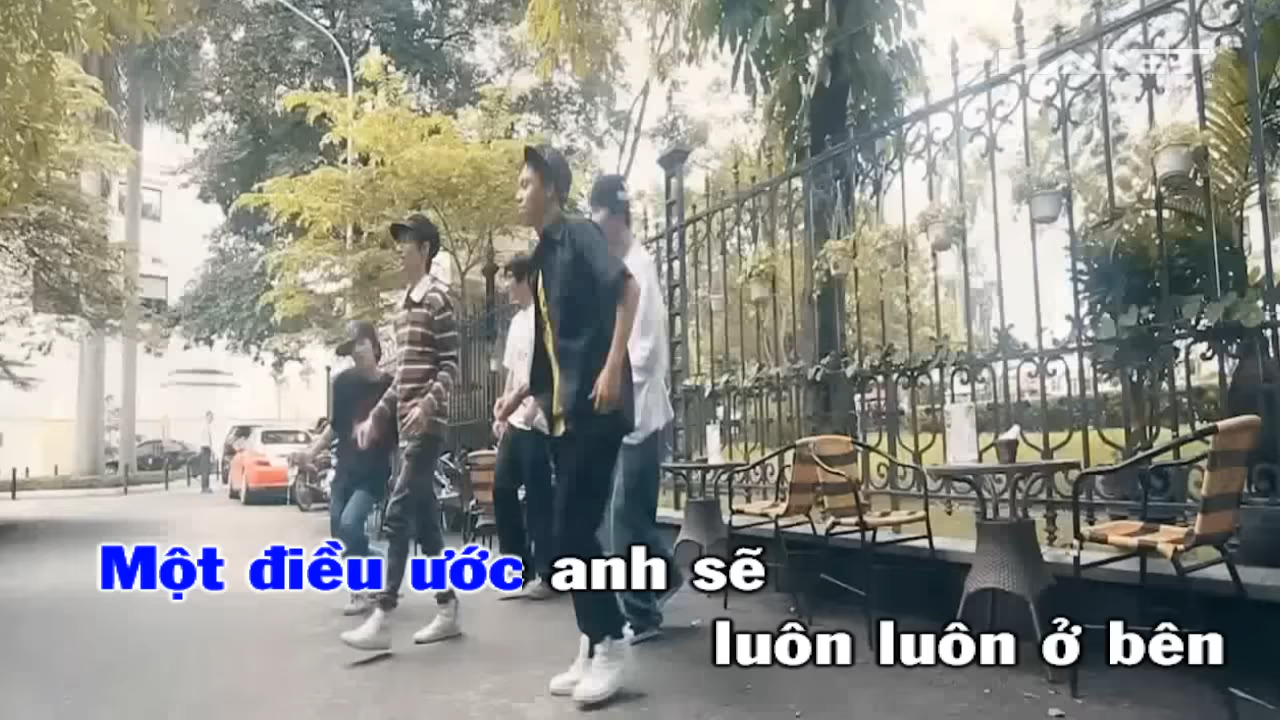 Một điều ước anh sẽ
luôn luôn ở bên